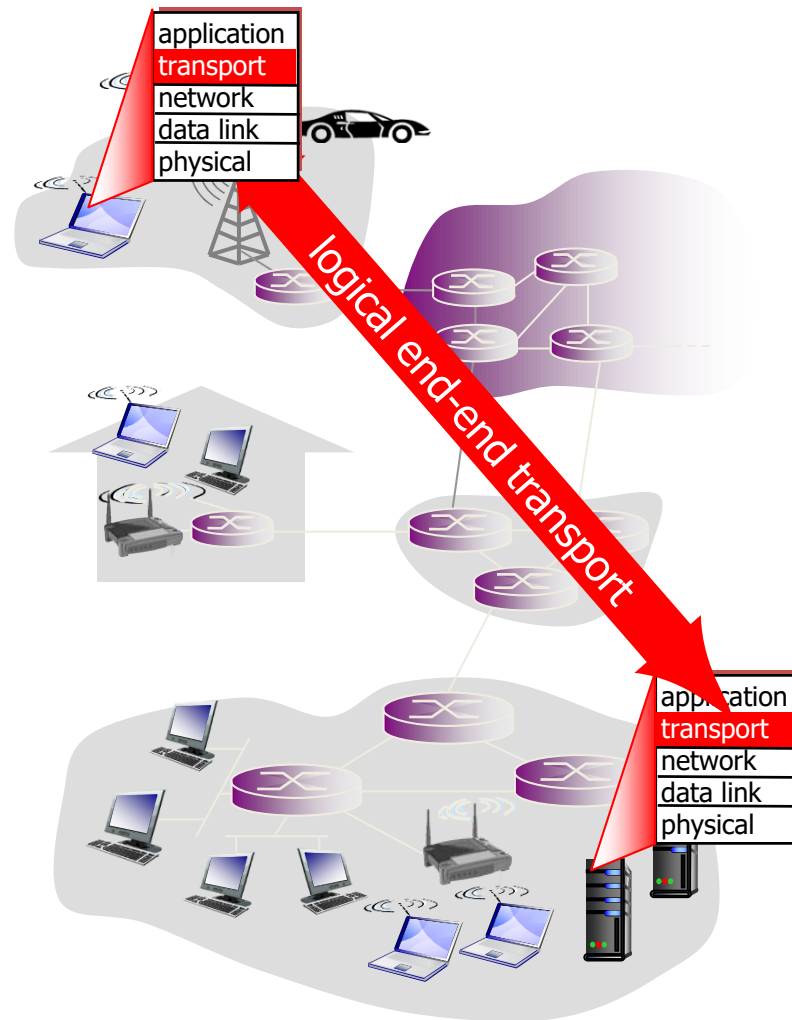 application
transport
network
data link
physical
logical end-end transport
application
transport
network
data link
physical